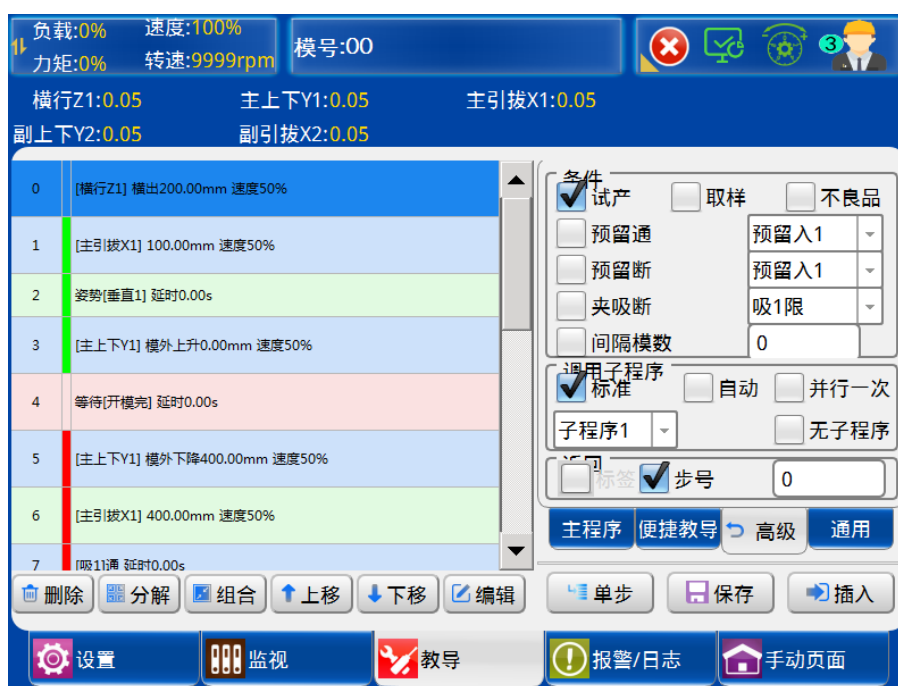 负载:0% 速度:100%
力矩:0% 转速:9999rpm
模号:00
3
横行Z1:0.05 主上下Y1:0.05 主引拔X1:0.05
副上下Y2:0.05 副引拔X2:0.05
0 [横行Z1] 横出200.00mm 速度50%
1 [主引拔X1] 100.00mm 速度50%
2 姿势[垂直1] 延时0.00s
3 [主上下Y1] 模外上升0.00mm 速度50%
4 等待[开模完] 延时0.00s
5 [主上下Y1] 模外下降400.00mm 速度50%
6 [主引拔X1] 400.00mm 速度50%
7 [吸1]通 延时0.00s
条件
试产 取样 不良品
预留通 预留入1
预留断 预留入1
夹吸断 吸1限
间隔模数 0
调用子程序
标准 自动 并行一次
子程序1 无子程序
返回
标签 步号 0
主程序 便捷教导 高级 通用
删除 分解 组合 上移 下移 编辑 单步 保存 插入
设置 监视 教导 报警/日志 手动页面